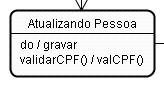 Atualizando Pessoa
do / gravar
validarCPF() / valCPF()